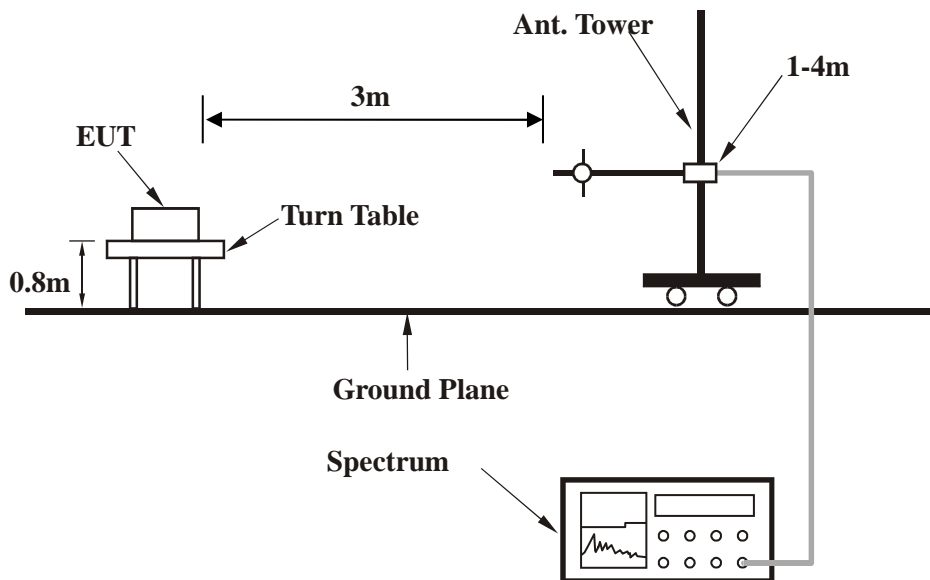 Ant. Tower
1-4m
3m
EUT
Turn Table
0.8m
Ground Plane
Spectrum